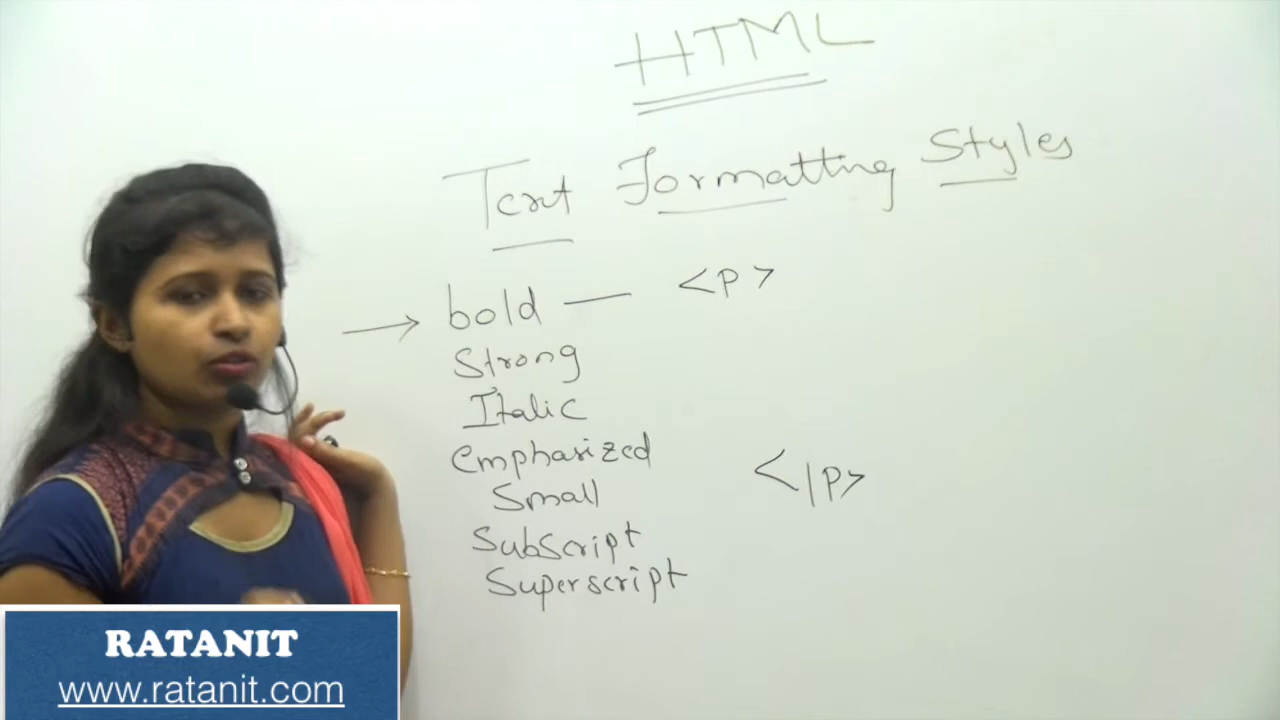 HTML
Text Formatting Styles
→ bold — <p>
Strong
Italic
emphasized
Small
</p>
Subscript
Superscript
RATANIT
www.ratanit.com